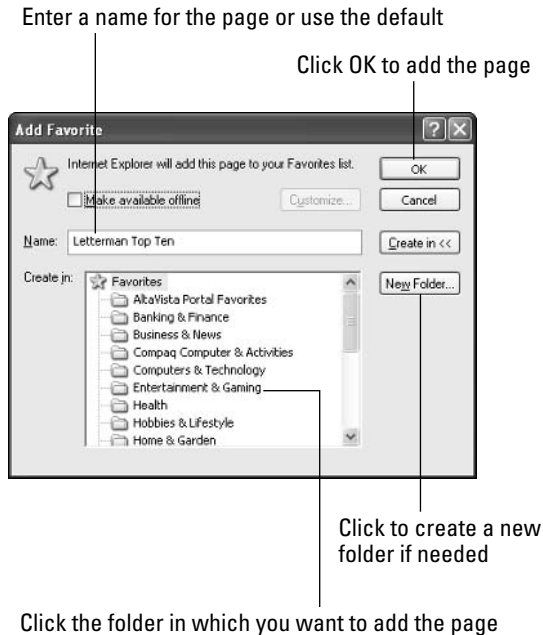 Enter a name for the page or use the default
Click OK to add the page
Add Favorite
Internet Explorer will add this page to your Favorites list.
OK
Make available offline
Customize...
Cancel
Name:
Letterman Top Ten
Create in <<
Create in:
Favorites
New Folder...
AltaVista Portal Favorites
Banking & Finance
Business & News
Compaq Computer & Activities
Computers & Technology
Entertainment & Gaming
Health
Hobbies & Lifestyle
Home & Garden
Click to create a new
folder if needed
Click the folder in which you want to add the page